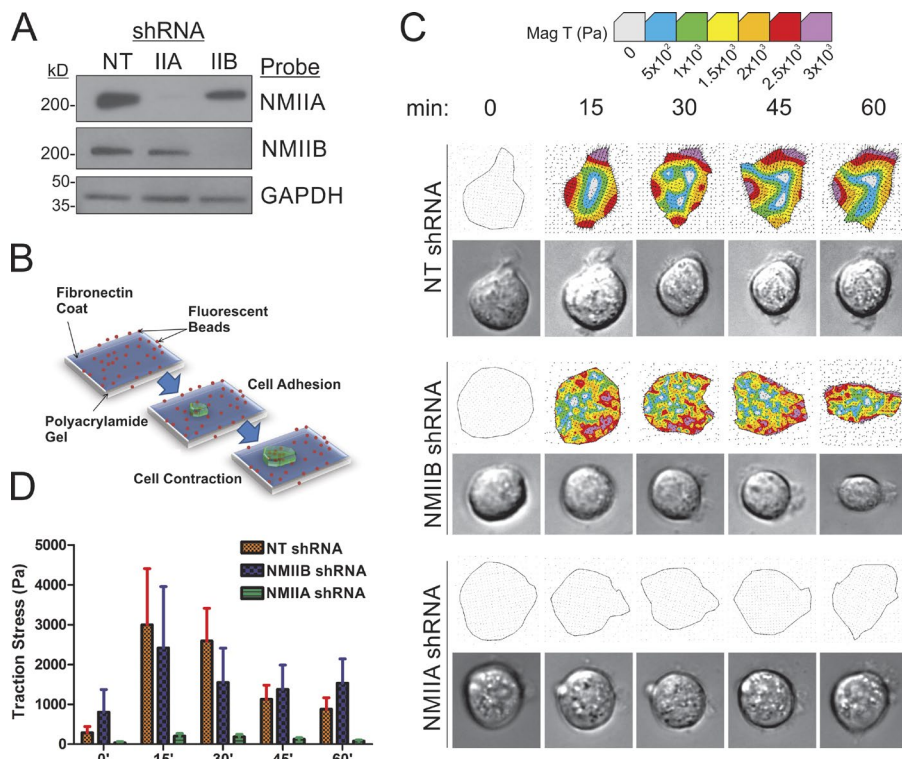 A
shRNA
kD
NT
IIA
IIB
Probe
200-
NMIIA
200-
NMIIB
50-
35-
GAPDH
B
Fibronectin
Coat
Fluorescent
Beads
Cell Adhesion
Polyacrylamide
Gel
Cell Contraction
C
Mag T (Pa)
0
5x10²
1x10³
1.5x10³
2x10³
2.5x10³
3x10³
min:
0
15
30
45
60
NT shRNA
NMIIB shRNA
NMIIA shRNA
D
5000
4000
3000
2000
1000
0
Traction Stress (Pa)
NT shRNA
NMIIB shRNA
NMIIA shRNA
0'
15'
30'
45'
60'